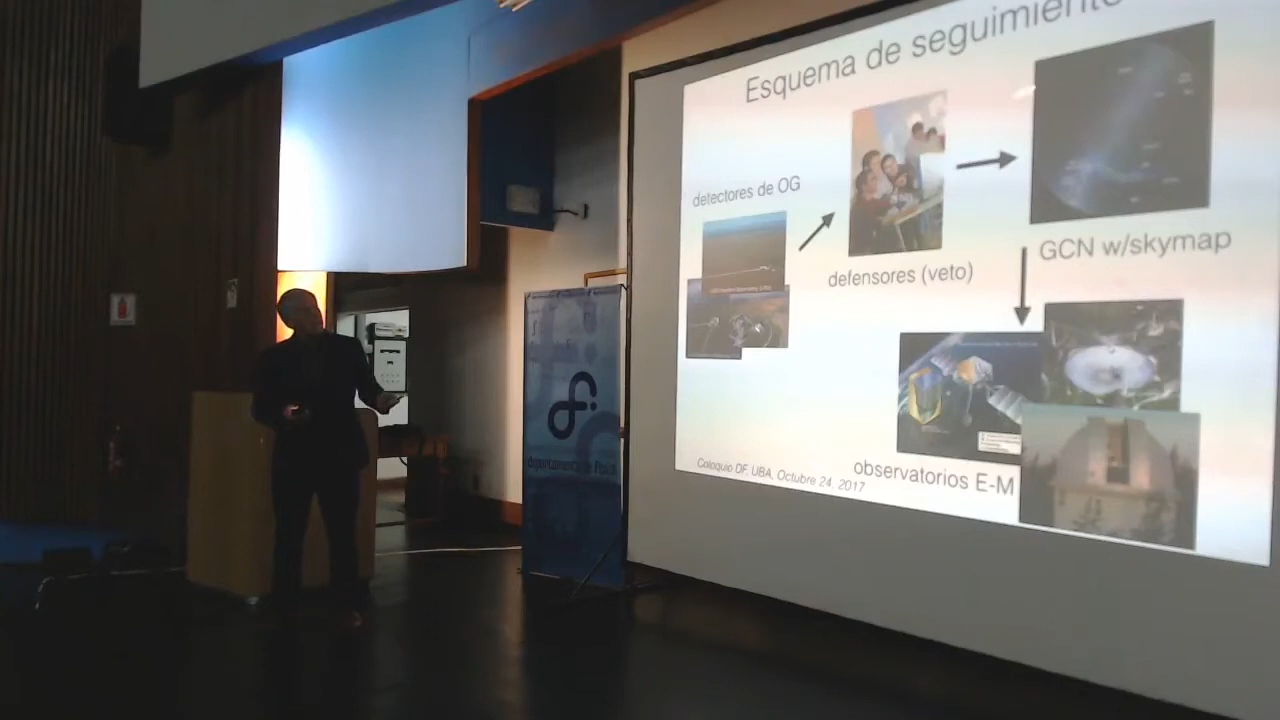 Esquema de seguimiento
detectores de OG
defensores (veto)
GCN w/skymap
observatorios E-M
Coloquio DF, UBA, Octubre 24, 2017
df
departamento de Física